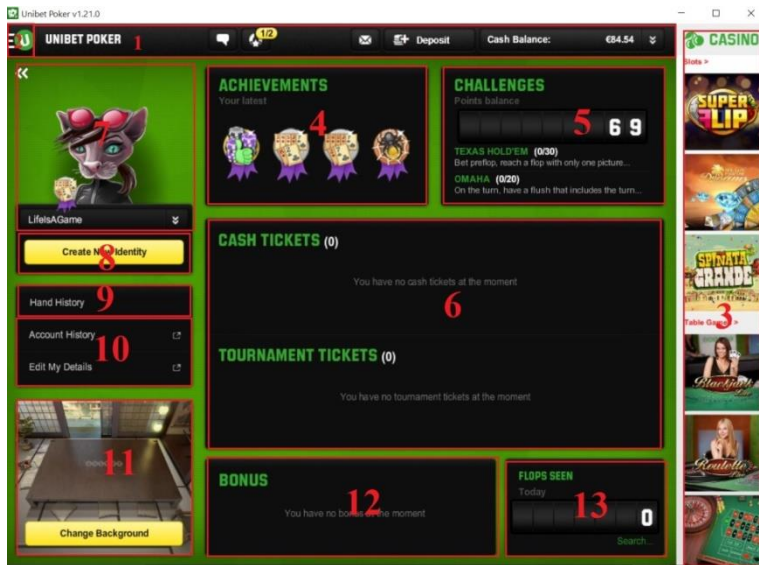 Unibet Poker v1.21.0
UNIBET POKER 1
1/2
Deposit
Cash Balance: €84.54
CASINO
Slots >
7
LifeIsAGame
Create New Identity
8
Hand History
9
Account History
Edit My Details
10
11
Change Background
ACHIEVEMENTS
Your latest
4
CHALLENGES
Points balance
5
6 9
TEXAS HOLD'EM (0/30)
Bet preflop, reach a flop with only one picture...
OMAHA (0/20)
On the turn, have a flush that includes the turn...
CASH TICKETS (0)
You have no cash tickets at the moment
6
TOURNAMENT TICKETS (0)
You have no tournament tickets at the moment
BONUS
You have no bonus at the moment
12
FLOPS SEEN
Today
13
0
Search...
SUPER
FLIP
SPINATA
GRANDE
3
Table Games >
Blackjack
Roulette